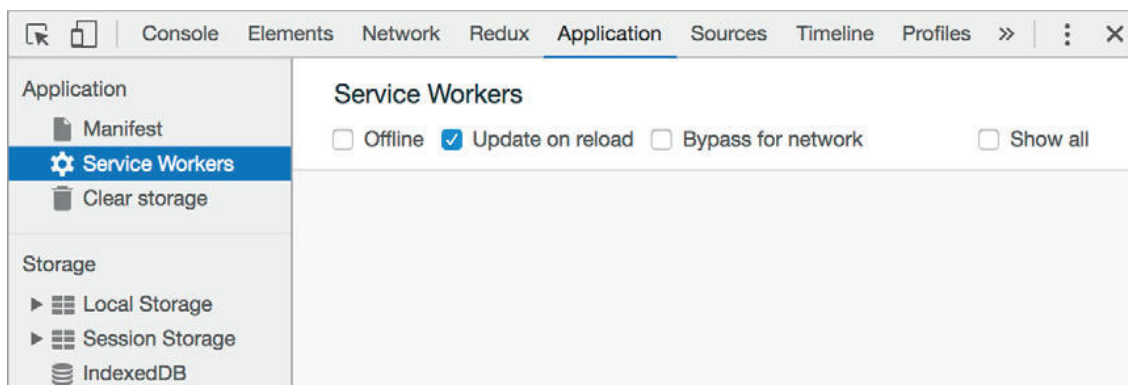 Console Elements Network Redux Application Sources Timeline Profiles »
Application
Manifest
Service Workers
Clear storage
Storage
Local Storage
Session Storage
IndexedDB
Service Workers
Offline Update on reload Bypass for network Show all